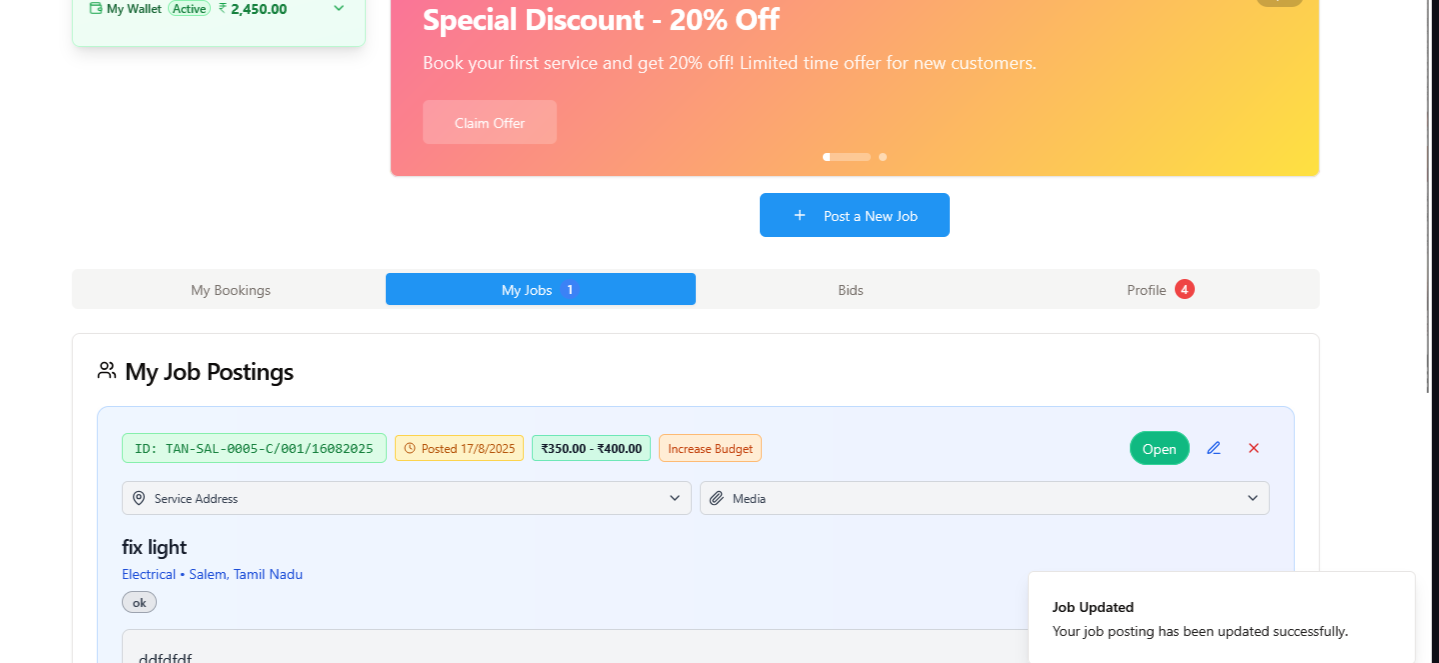 My Wallet Active ₹ 2,450.00
Special Discount - 20% Off
Book your first service and get 20% off! Limited time offer for new customers.
Claim Offer
+ Post a New Job
My Bookings
My Jobs 1
Bids
Profile 4
My Job Postings
ID: TAN-SAL-0005-C/001/16082025
Posted 17/8/2025
₹350.00 - ₹400.00
Increase Budget
Open
Service Address
Media
fix light
Electrical • Salem, Tamil Nadu
ok
ddfdfdf
Job Updated
Your job posting has been updated successfully.